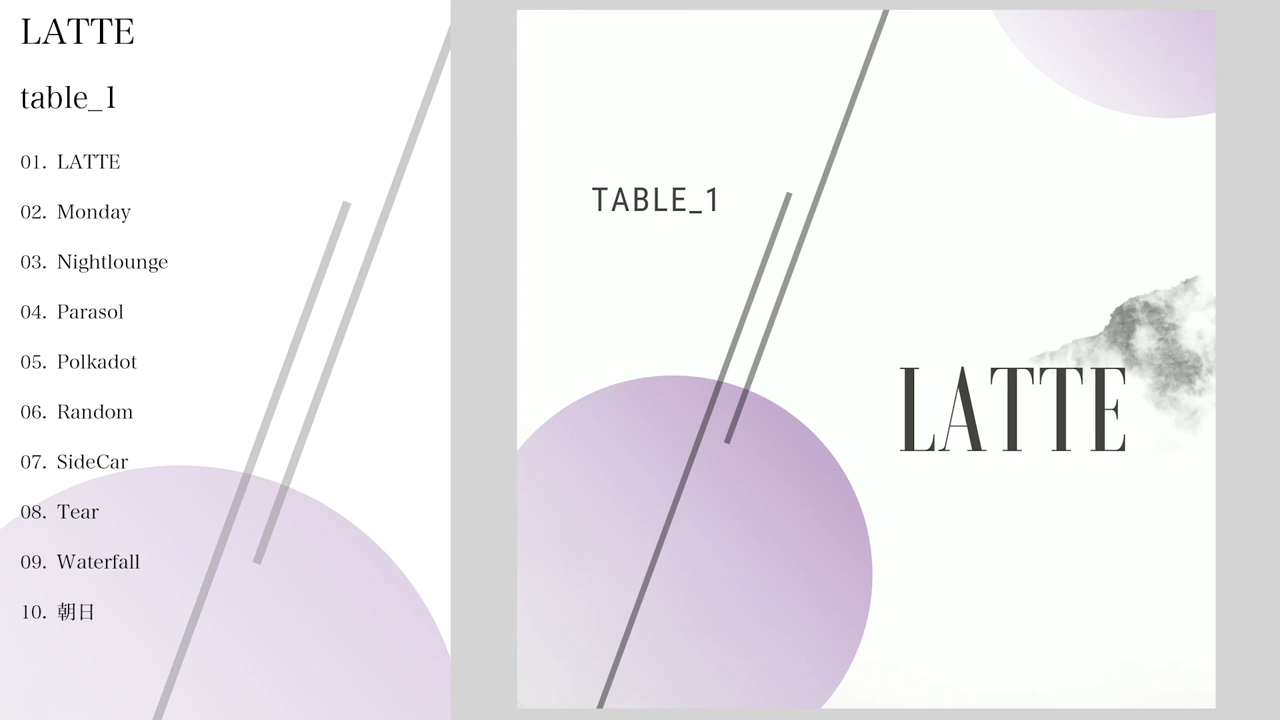 LATTE
table_1
01. LATTE
02. Monday
03. Nightlounge
04. Parasol
05. Polkadot
06. Random
07. SideCar
08. Tear
09. Waterfall
10. 朝日
TABLE_1
LATTE